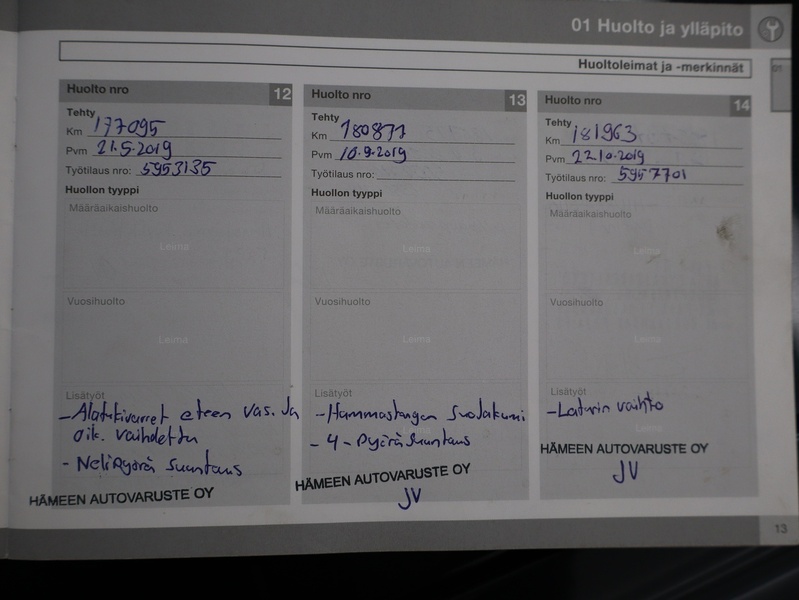 01 Huolto ja ylläpito
Huoltoleimat ja -merkinnät
01
Huolto nro 12
Tehty
Km 177095
Pvm 21.5.2019
Työtilaus nro: 5953135
Huollon tyyppi
Määräaikaishuolto
Leima
Vuosihuolto
Leima
Lisätyöt
- Alatukivarret eteen vas. ja
oik. vaihdettu
- Nelipyörä suuntaus
HÄMEEN AUTOVARUSTE OY
Huolto nro 13
Tehty
Km 180877
Pvm 10.9.2019
Työtilaus nro:
Huollon tyyppi
Määräaikaishuolto
Leima
Vuosihuolto
Leima
Lisätyöt
- Hammastangon suojakumi
- 4-pyöräsuuntaus
HÄMEEN AUTOVARUSTE OY
JV
Huolto nro 14
Tehty
Km 181963
Pvm 22.10.2019
Työtilaus nro: 5957701
Huollon tyyppi
Määräaikaishuolto
Leima
Vuosihuolto
Leima
Lisätyöt
- Laturin vaihto
HÄMEEN AUTOVARUSTE OY
JV
13